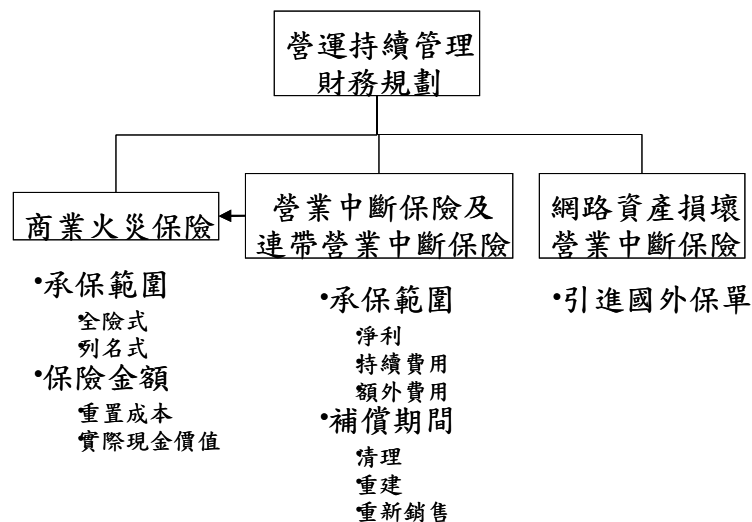 營運持續管理
財務規劃
商業火災保險
營業中斷保險及
連帶營業中斷保險
網路資產損壞
營業中斷保險
•承保範圍
•全險式
•列名式
•保險金額
•重置成本
•實際現金價值
•承保範圍
•淨利
•持續費用
•額外費用
•補償期間
•清理
•重建
•重新銷售
•引進國外保單